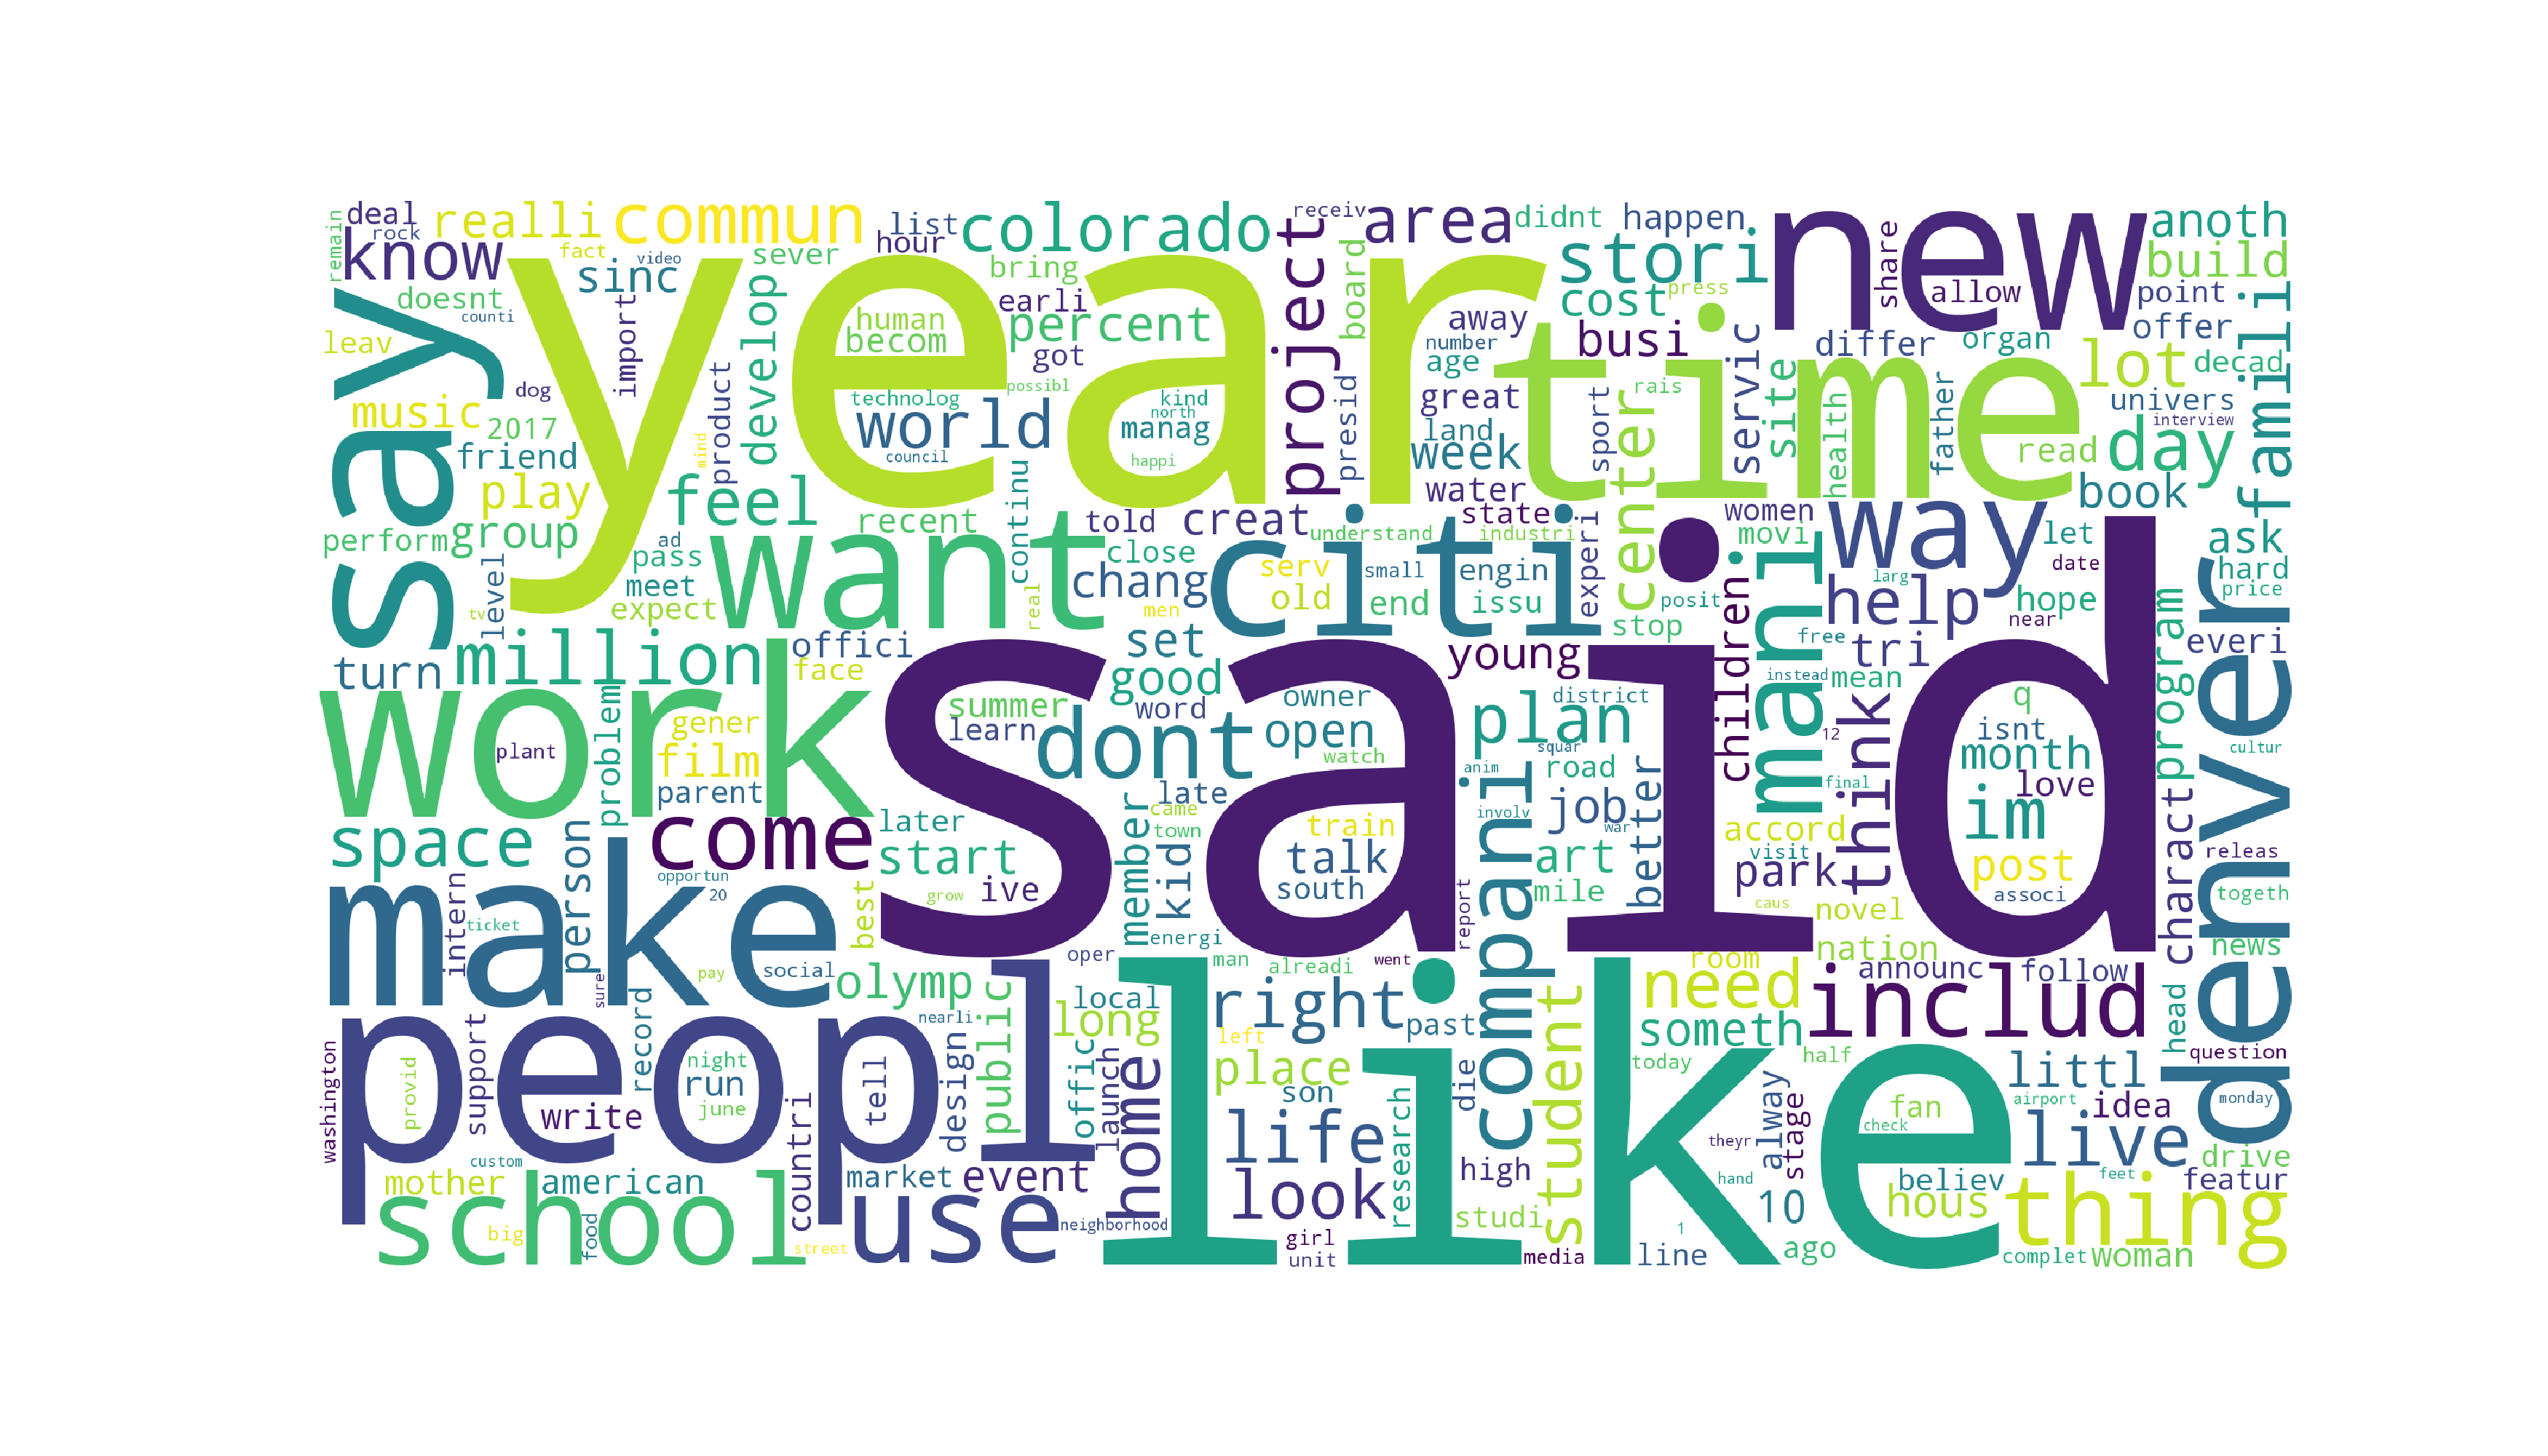 remain
deal
rock
realli
commun
list
hour
colorado
receiv
area
didnt
happen
new
share
anoth
know
fact
video
sever
sinc
bring
project
board
stori
build
doesnt
counti
import
develop
human
becom
earli
percent
got
cost
press
allow
point
offer
famili
leav
say
year
away
number
age
busi
servic
differ
organ
lot
decad
dog
product
technolog
possibl
kind
north
presid
great
time
rais
site
health
father
univers
interview
music
2017
friend
mind
world
council
manag
happi
land
week
sport
center
read
day
play
feel
recent
continu
told
creat
water
state
women
way
book
perform
group
ad
pass
meet
want
close
understand
citi
industri
experi
movi
let
ask
level
tv
expect
real
chang
men
serv
old
small
end
engin
issu
posit
children
mani
larg
help
date
hope
hard
price
stop
near
million
turn
offici
face
set
good
young
said
free
tri
everi
program
work
problem
gener
film
parent
plant
summer
learn
word
owner
dont
open
watch
late
plan
district
squar
road
instead
mean
think
12
final
q
isnt
month
love
cultur
denver
space
person
come
later
start
ive
member
came
town
kid
train
talk
south
anim
involv
compani
job
war
art
mile
better
accord
visit
park
im
post
associ
charact
releas
togeth
make
intern
ticket
opportun
20
best
grow
energi
report
caus
novel
nation
news
sure
pay
social
olymp
oper
man
alreadi
went
room
need
announc
follow
includ
record
support
peopl
nearli
public
local
long
right
left
past
student
someth
head
question
washington
provid
night
june
run
write
tell
design
offic
launch
home
place
son
like
die
today
half
littl
airport
idea
monday
mother
custom
american
countri
market
event
life
research
high
theyr
alway
stage
fan
check
live
drive
school
big
food
street
use
neighborhood
look
girl
unit
studi
media
hand
1
line
10
ago
believ
hous
feet
thing
featur
complet
woman